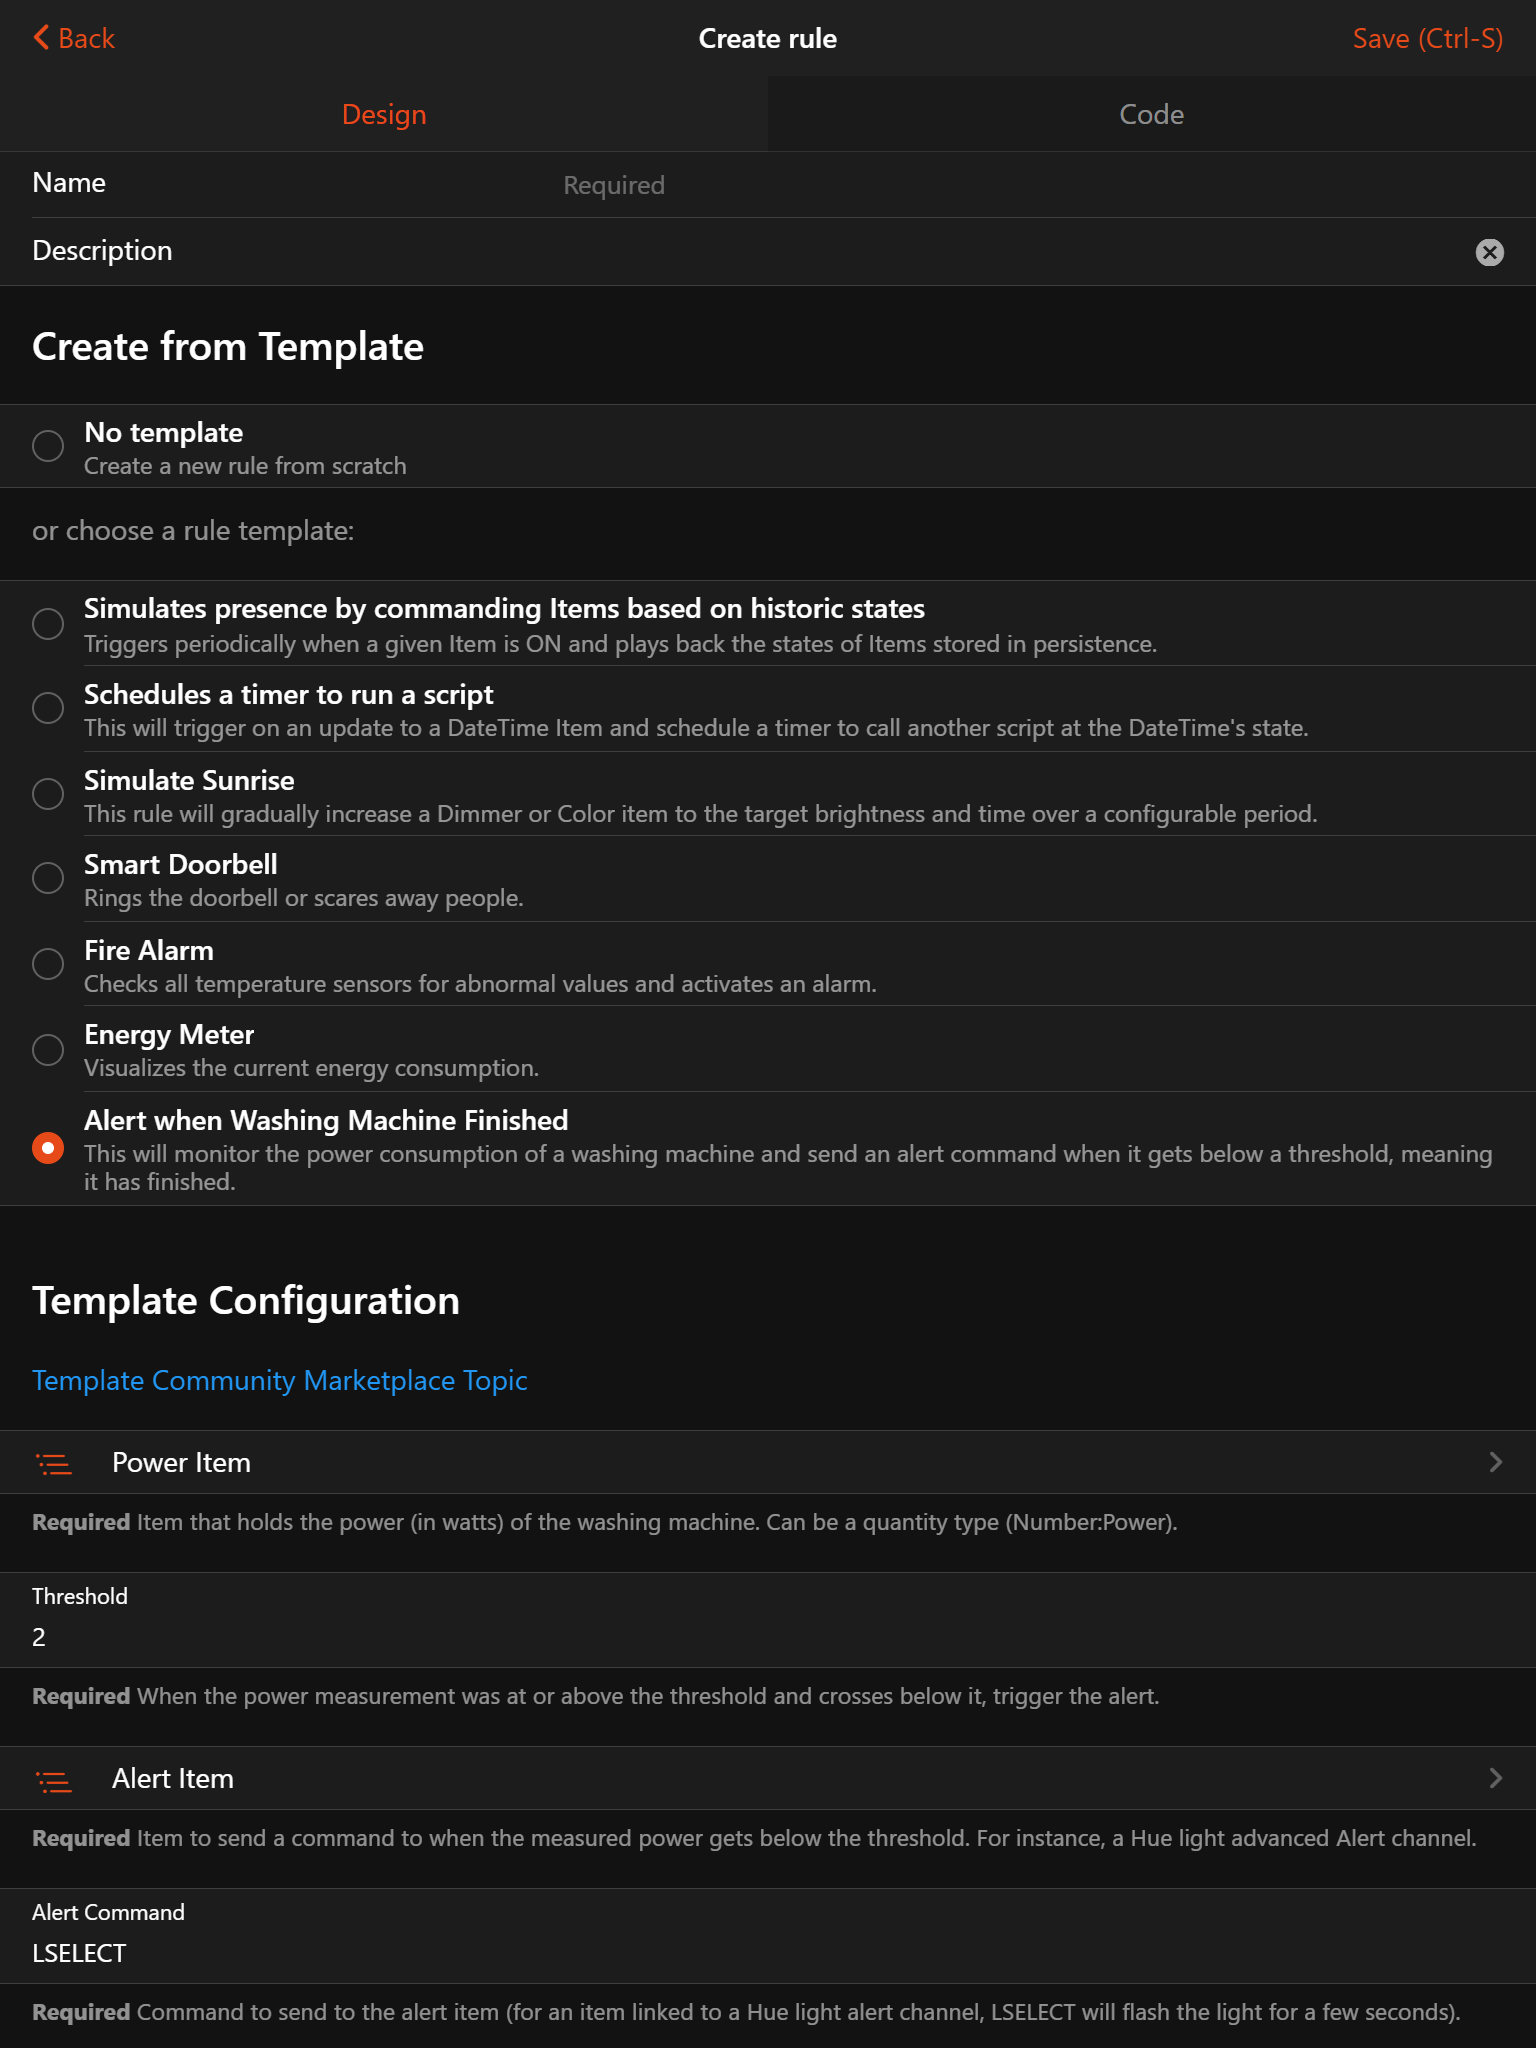 Back
Create rule
Save (Ctrl-S)
Design
Code
Name
Required
Description
Create from Template
No template
Create a new rule from scratch
or choose a rule template:
Simulates presence by commanding Items based on historic states
Triggers periodically when a given Item is ON and plays back the states of Items stored in persistence.
Schedules a timer to run a script
This will trigger on an update to a DateTime Item and schedule a timer to call another script at the DateTime's state.
Simulate Sunrise
This rule will gradually increase a Dimmer or Color item to the target brightness and time over a configurable period.
Smart Doorbell
Rings the doorbell or scares away people.
Fire Alarm
Checks all temperature sensors for abnormal values and activates an alarm.
Energy Meter
Visualizes the current energy consumption.
Alert when Washing Machine Finished
This will monitor the power consumption of a washing machine and send an alert command when it gets below a threshold, meaning
it has finished.
Template Configuration
Template Community Marketplace Topic
Power Item
Required Item that holds the power (in watts) of the washing machine. Can be a quantity type (Number:Power).
Threshold
2
Required When the power measurement was at or above the threshold and crosses below it, trigger the alert.
Alert Item
Required Item to send a command to when the measured power gets below the threshold. For instance, a Hue light advanced Alert channel.
Alert Command
LSELECT
Required Command to send to the alert item (for an item linked to a Hue light alert channel, LSELECT will flash the light for a few seconds).